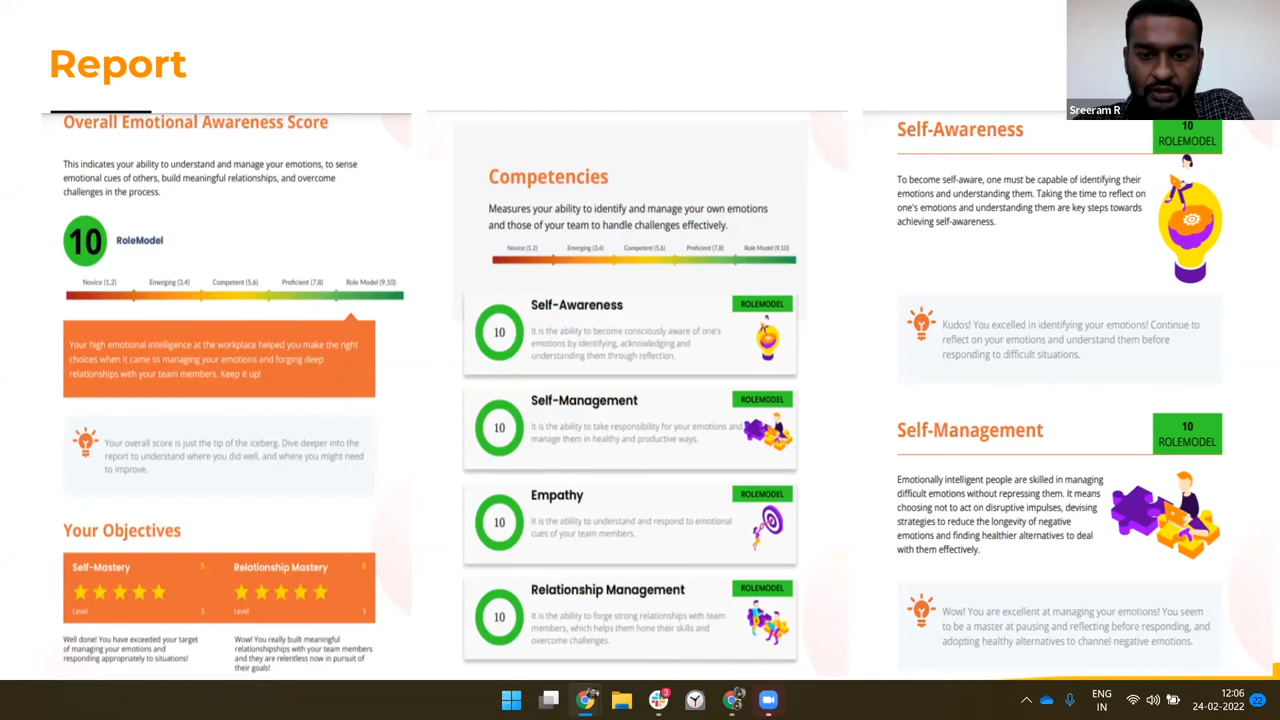 Report
Sreeram R
Overall Emotional Awareness Score
This indicates your ability to understand and manage your emotions, to sense
emotional cues of others, build meaningful relationships, and overcome
challenges in the process.
10
RoleModel
Novice (1,2) Emerging (3,4) Competent (5,6) Proficient (7,8) Role Model (9,10)
Your high emotional intelligence at the workplace helped you make the right
choices when it came to managing your emotions and forging deep
relationships with your team members. Keep it up!
Your overall score is just the tip of the iceberg. Dive deeper into the
report to understand where you did well, and where you might need
to improve.
Your Objectives
Self-Mastery 5
Level 3
Relationship Mastery 5
Level 3
Well done! You have exceeded your target
of managing your emotions and
responding appropriately to situations!
Wow! You really built meaningful
relationshipships with your team members
and they are relentless now in pursuit of
their goals!
Competencies
Measures your ability to identify and manage your own emotions
and those of your team to handle challenges effectively.
Novice (1,2) Emerging (3,4) Competent (5,6) Proficient (7,8) Role Model (9,10)
10
Self-Awareness
ROLEMODEL
It is the ability to become consciously aware of one's
emotions by identifying, acknowledging and
understanding them through reflection.
10
Self-Management
ROLEMODEL
It is the ability to take responsibility for your emotions and
manage them in healthy and productive ways.
10
Empathy
ROLEMODEL
It is the ability to understand and respond to emotional
cues of your team members.
10
Relationship Management
ROLEMODEL
It is the ability to forge strong relationships with team
members, which helps them hone their skills and
overcome challenges.
Self-Awareness
10
ROLEMODEL
To become self-aware, one must be capable of identifying their
emotions and understanding them. Taking the time to reflect on
one's emotions and understanding them are key steps towards
achieving self-awareness.
Kudos! You excelled in identifying your emotions! Continue to
reflect on your emotions and understand them before
responding to difficult situations.
Self-Management
10
ROLEMODEL
Emotionally intelligent people are skilled in managing
difficult emotions without repressing them. It means
choosing not to act on disruptive impulses, devising
strategies to reduce the longevity of negative
emotions and finding healthier alternatives to deal
with them effectively.
Wow! You are excellent at managing your emotions! You seem
to be a master at pausing and reflecting before responding, and
adopting healthy alternatives to channel negative emotions.
3
ENG
IN
12:06
24-02-2022
22